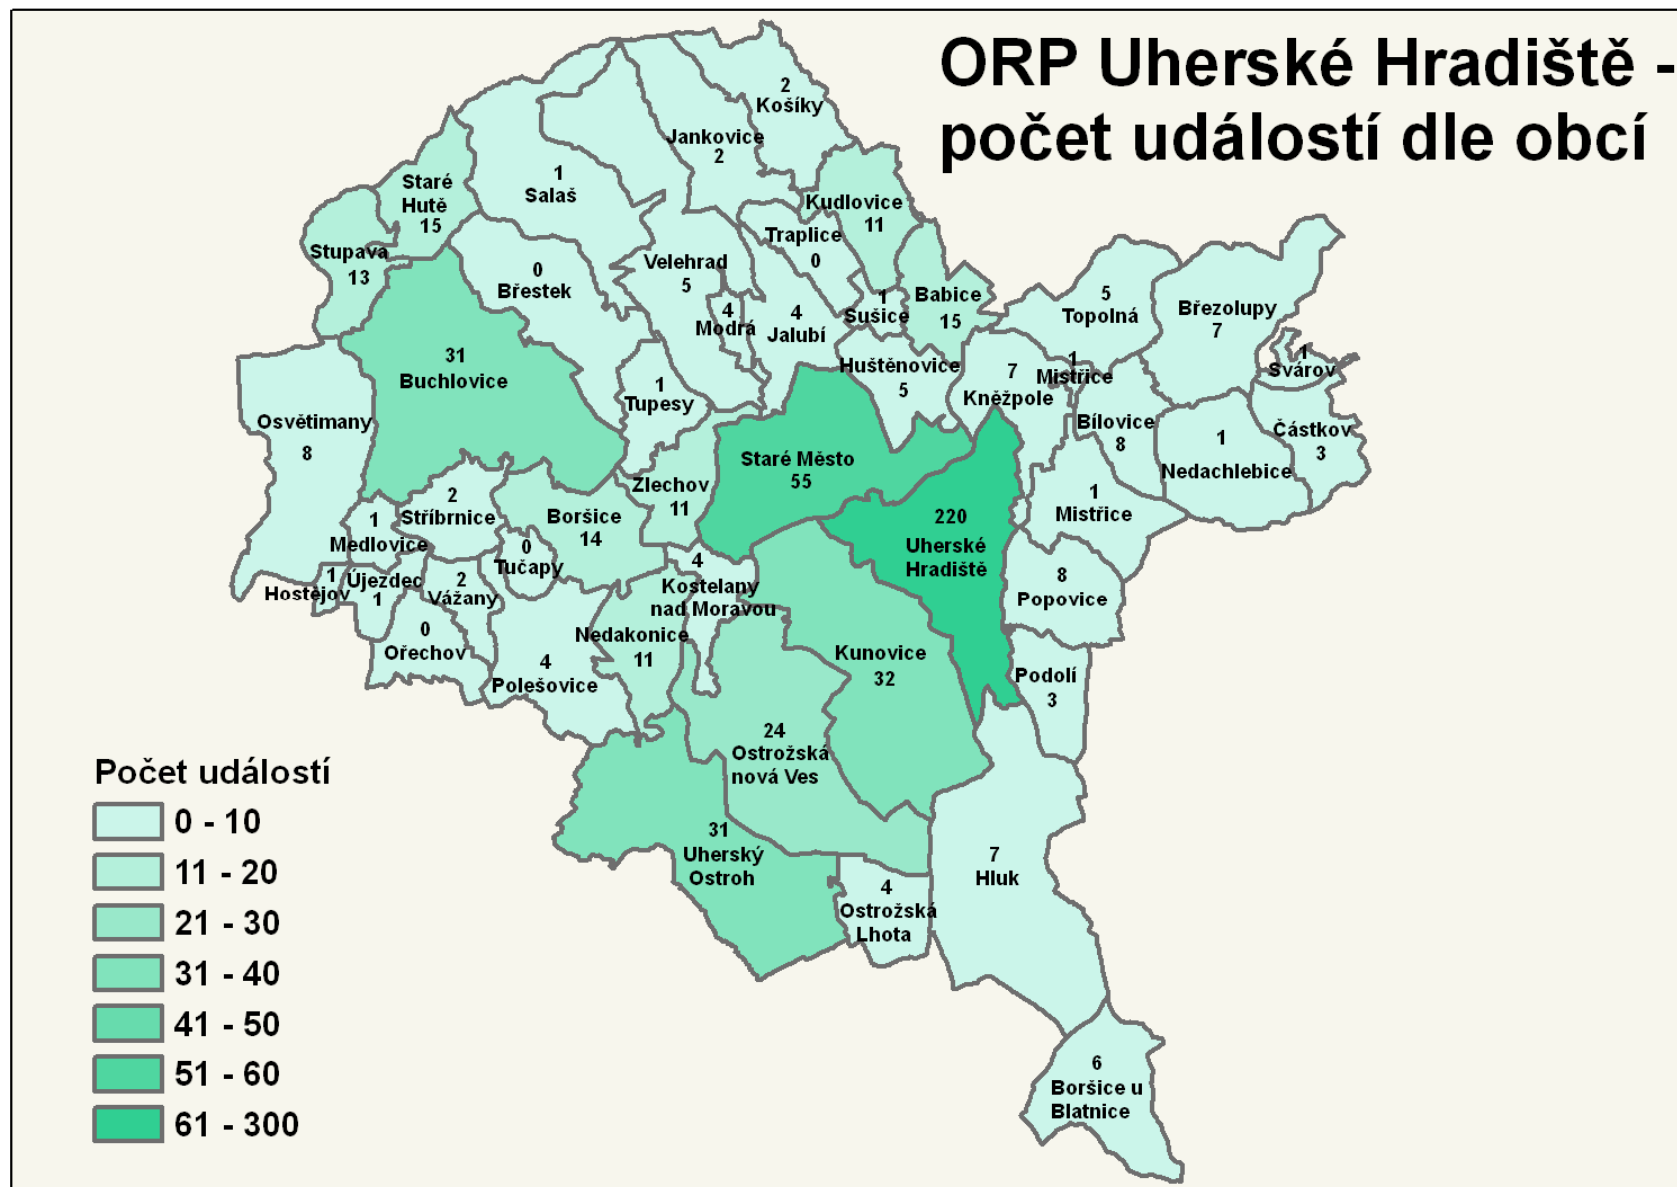 ORP Uherské Hradiště -
počet událostí dle obcí
2
Košíky
Jankovice
2
1
Salaš
Staré
Hutě
15
Kudlovice
11
Stupava
13
Traplice
0
0
Břestek
Velehrad
5
4
Modrá
4
Jalubí
1
Sušice
Babice
15
5
Topolná
Březolupy
7
1
Svárov
31
Buchlovice
1
Tupesy
Huštěnovice
5
7
Kněžpole
1
Mistřice
Bílovice
8
1
Nedachlebice
Částkov
3
Osvětimany
8
Staré Město
55
Zlechov
11
2
Stříbrnice
Boršice
14
1
Medlovice
0
Tučapy
220
Uherské
Hradiště
1
Mistřice
1
Hostějov
Újezdec
1
2
Vážany
4
Kostelany
nad Moravou
8
Popovice
0
Ořechov
4
Polešovice
Nedakonice
11
Kunovice
32
Podolí
3
24
Ostrožská
nová Ves
31
Uherský
Ostroh
4
Ostrožská
Lhota
7
Hluk
6
Boršice u
Blatnice
Počet událostí
0 - 10
11 - 20
21 - 30
31 - 40
41 - 50
51 - 60
61 - 300